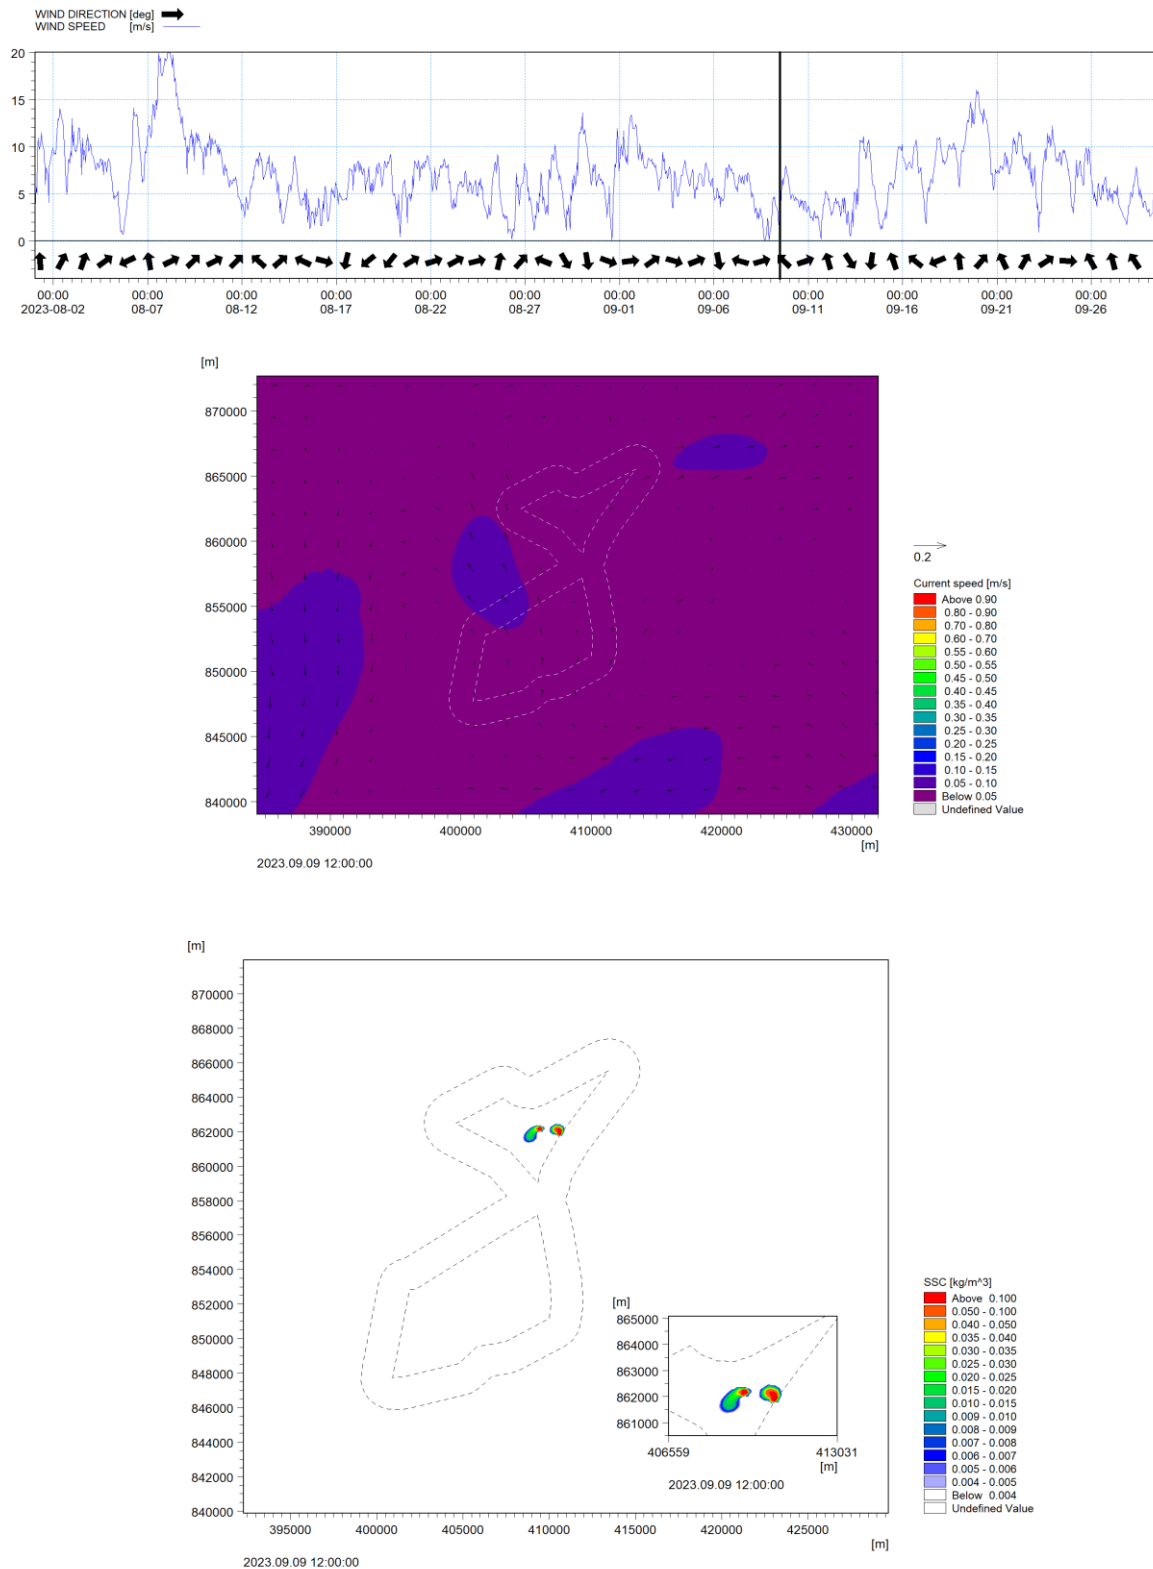 WIND DIRECTION [deg]
WIND SPEED [m/s]
20
15
10
5
0
00:00 00:00 00:00 00:00 00:00 00:00 00:00 00:00 00:00 00:00 00:00 00:00
2023-08-02 08-07 08-12 08-17 08-22 08-27 09-01 09-06 09-11 09-16 09-21 09-26
[m]
870000
865000
860000
855000
850000
845000
840000
390000 400000 410000 420000 430000
[m]
2023.09.09 12:00:00
0.2
Current speed [m/s]
Above 0.90
0.80 - 0.90
0.70 - 0.80
0.60 - 0.70
0.55 - 0.60
0.50 - 0.55
0.45 - 0.50
0.40 - 0.45
0.35 - 0.40
0.30 - 0.35
0.25 - 0.30
0.20 - 0.25
0.15 - 0.20
0.10 - 0.15
0.05 - 0.10
Below 0.05
Undefined Value
[m]
870000
868000
866000
864000
862000
860000
858000
856000
854000
852000
850000
848000
846000
844000
842000
840000
395000 400000 405000 410000 415000 420000 425000
[m]
2023.09.09 12:00:00
[m]
865000
864000
863000
862000
861000
406559 413031
[m]
2023.09.09 12:00:00
SSC [kg/m^3]
Above 0.100
0.050 - 0.100
0.040 - 0.050
0.035 - 0.040
0.030 - 0.035
0.025 - 0.030
0.020 - 0.025
0.015 - 0.020
0.010 - 0.015
0.009 - 0.010
0.008 - 0.009
0.007 - 0.008
0.006 - 0.007
0.005 - 0.006
0.004 - 0.005
Below 0.004
Undefined Value